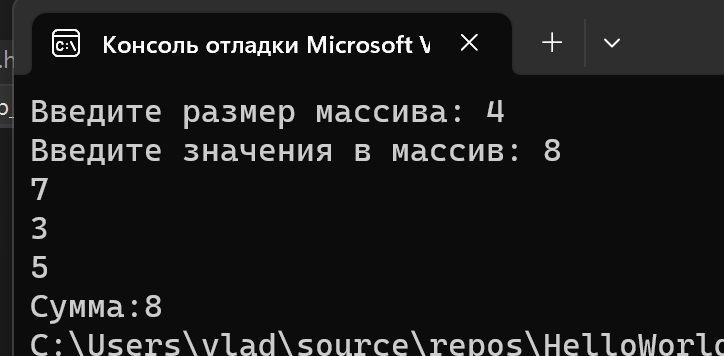 Консоль отладки Microsoft V
.h
Введите размер массива: 4
Введите значения в массив: 8
7
3
5
Сумма:8
C:\Users\vlad\source\repos\HelloWorld